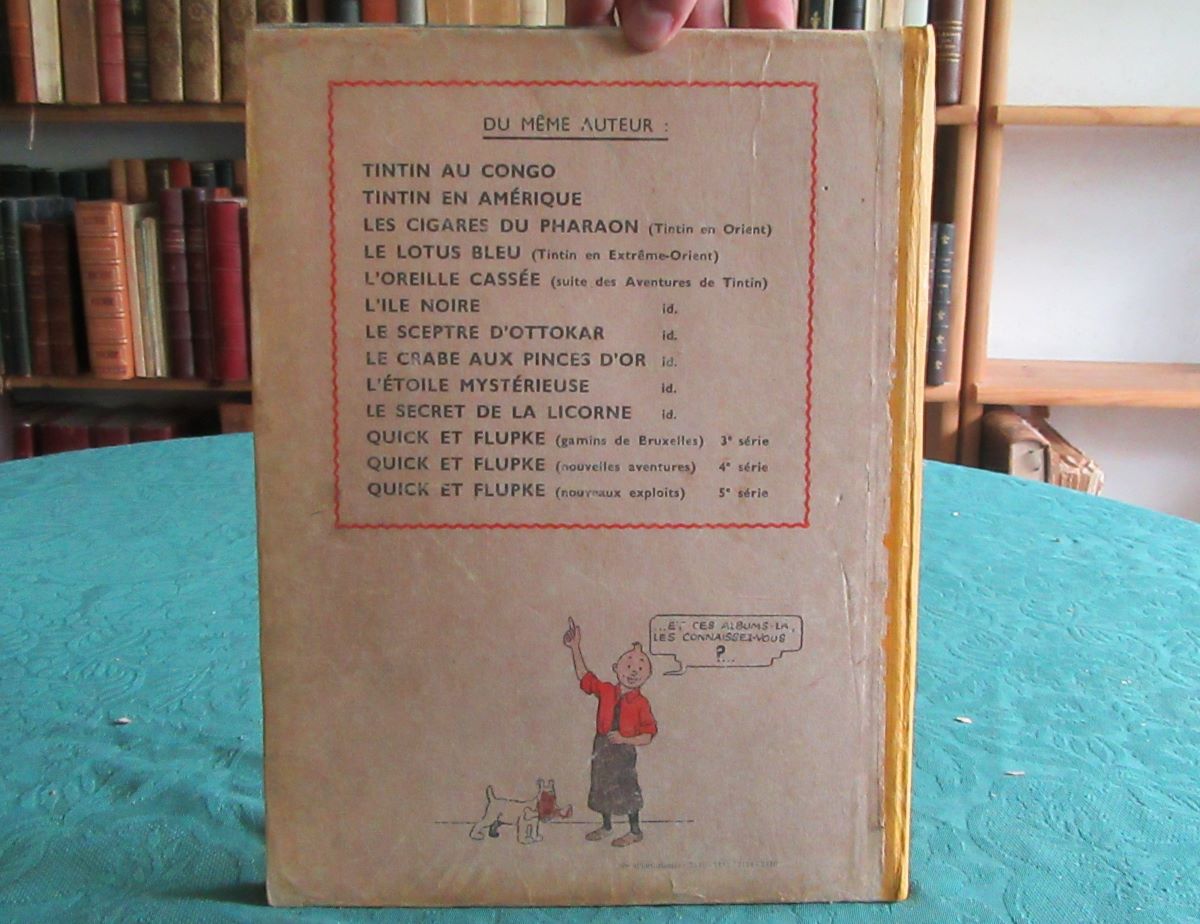 DU MÊME AUTEUR :
TINTIN AU CONGO
TINTIN EN AMÉRIQUE
LES CIGARES DU PHARAON (Tintin en Orient)
LE LOTUS BLEU (Tintin en Extrême-Orient)
L'OREILLE CASSÉE (suite des Aventures de Tintin)
L'ILE NOIRE id.
LE SCEPTRE D'OTTOKAR id.
LE CRABE AUX PINCES D'OR id.
L'ÉTOILE MYSTÉRIEUSE id.
LE SECRET DE LA LICORNE id.
QUICK ET FLUPKE (gamins de Bruxelles) 3e série
QUICK ET FLUPKE (nouvelles aventures) 4e série
QUICK ET FLUPKE (nouveaux exploits) 5e série
...ET CES ALBUMS-LA,
LES CONNAISSEZ-VOUS
?...